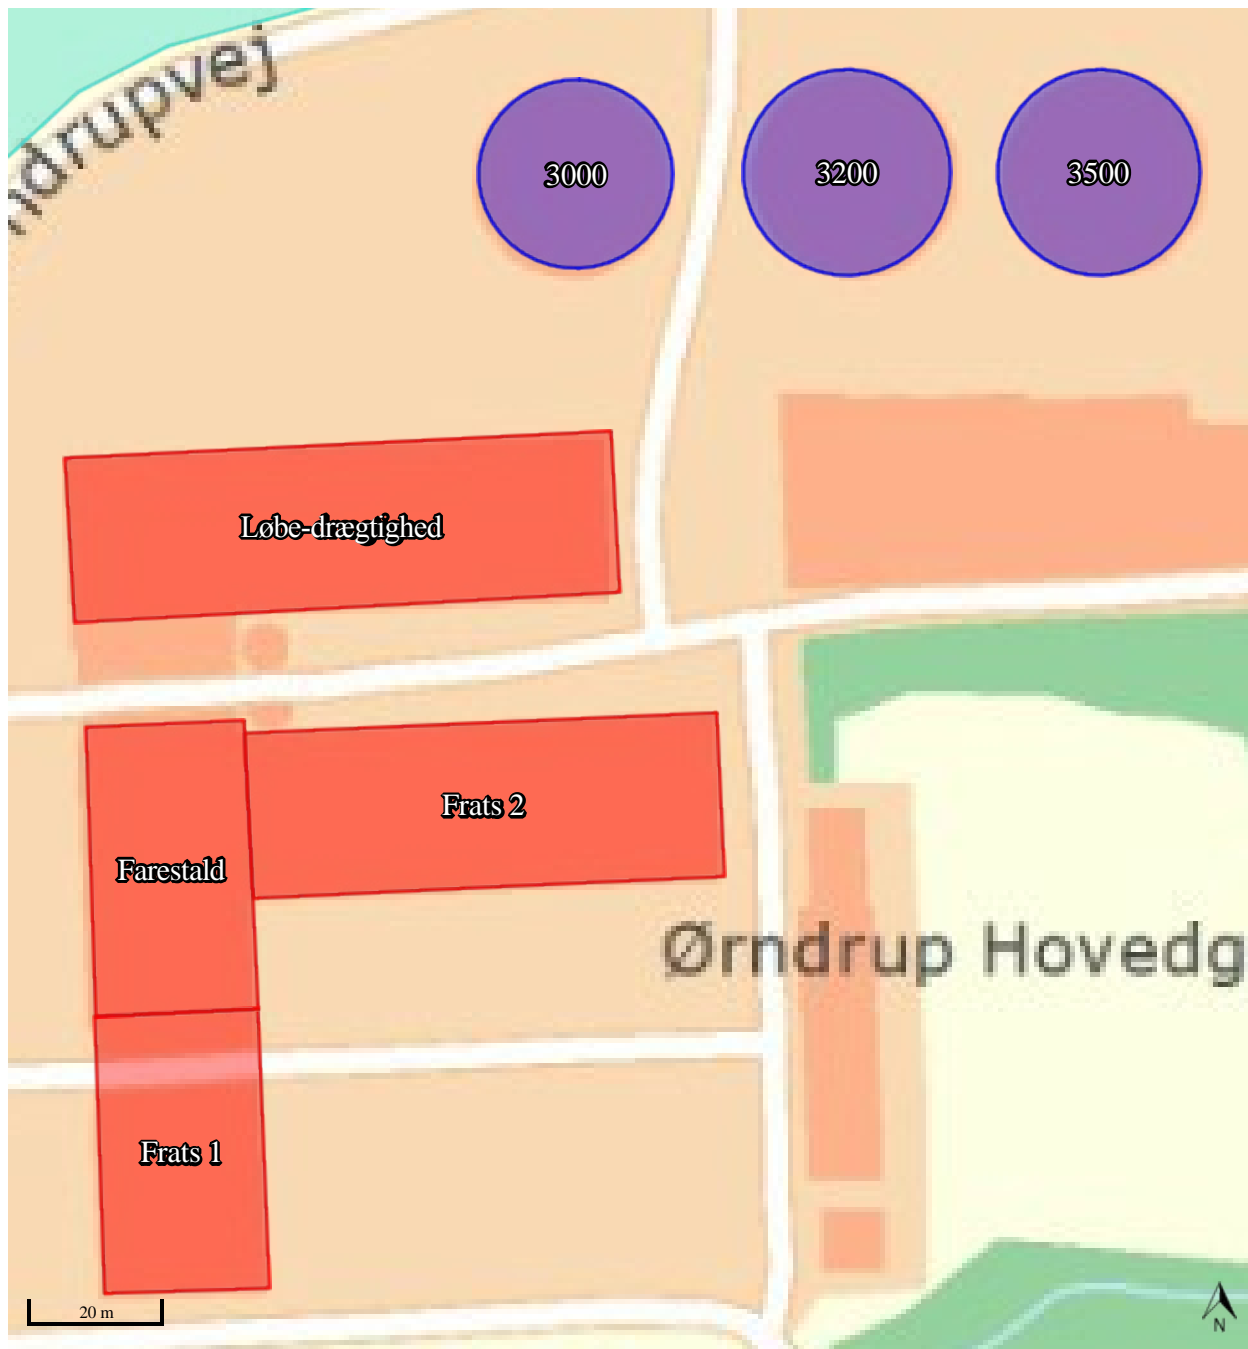 ndrupvej
3000
3200
3500
Løbe-drægtighed
Frats 2
Farestald
Ørndrup Hovedg
Frats 1
20 m
N